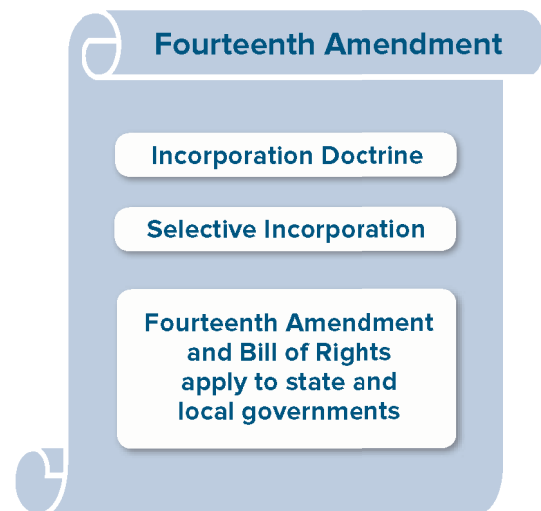 Fourteenth Amendment
Incorporation Doctrine
Selective Incorporation
Fourteenth Amendment
and Bill of Rights
apply to state and
local governments